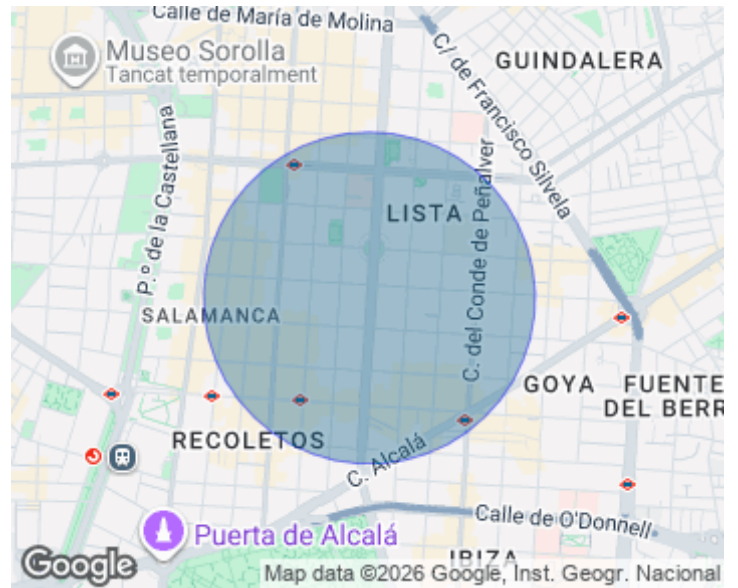 Calle de María de Molina
Museo Sorolla
Tancat temporalment
GUINDALERA
C/ de Francisco Silvela
P.º de la Castellana
C. del Conde de Peñalver
LISTA
SALAMANCA
GOYA
FUENTE
DEL BERR
RECOLETOS
C. Alcalá
Calle de O'Donnell
Puerta de Alcalá
IBIZA
Google
Map data ©2026 Google, Inst. Geogr. Nacional